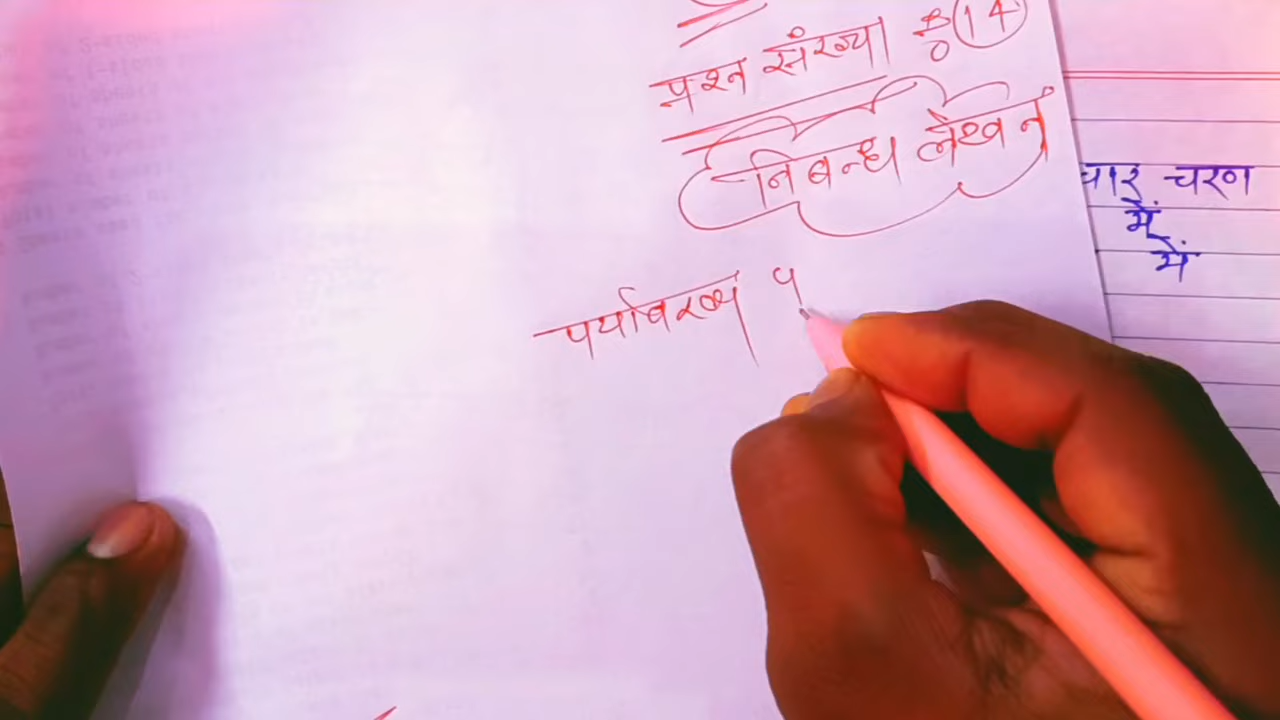 प्रश्न संख्या 14
निबन्ध लेखन
पर्यावरण प
चार चरण
में
में